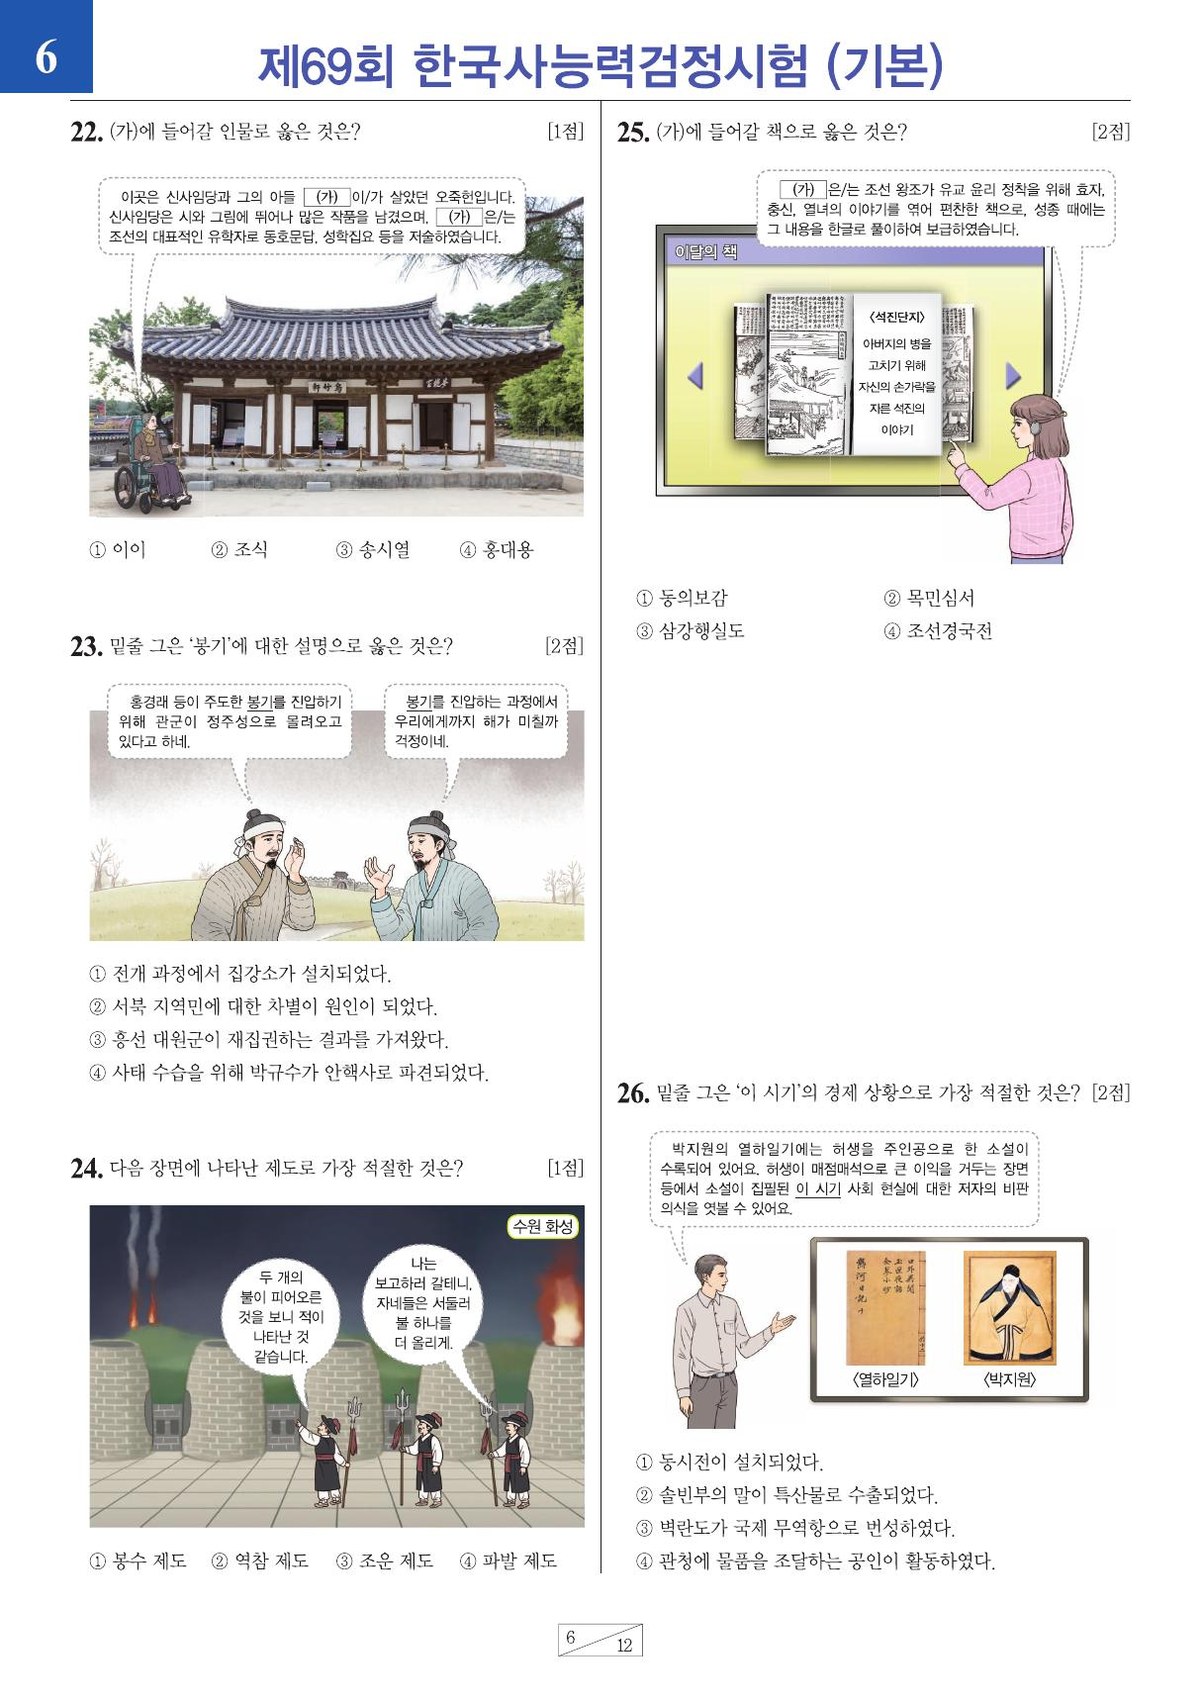 6
제69회 한국사능력검정시험 (기본)
22. (가)에 들어갈 인물로 옳은 것은? [1점]
이곳은 신사임당과 그의 아들 (가) 이/가 살았던 오죽헌입니다.
신사임당은 시와 그림에 뛰어나 많은 작품을 남겼으며, (가) 은/는
조선의 대표적인 유학자로 동호문답, 성학집요 등을 저술하였습니다.
① 이이 ② 조식 ③ 송시열 ④ 홍대용
23. 밑줄 그은 ‘봉기’에 대한 설명으로 옳은 것은? [2점]
홍경래 등이 주도한 봉기를 진압하기
위해 관군이 정주성으로 몰려오고
있다고 하네.
봉기를 진압하는 과정에서
우리에게까지 해가 미칠까
걱정이네.
① 전개 과정에서 집강소가 설치되었다.
② 서북 지역민에 대한 차별이 원인이 되었다.
③ 흥선 대원군이 재집권하는 결과를 가져왔다.
④ 사태 수습을 위해 박규수가 안핵사로 파견되었다.
24. 다음 장면에 나타난 제도로 가장 적절한 것은? [1점]
수원 화성
두 개의
불이 피어오른
것을 보니 적이
나타난 것
같습니다.
나는
보고하러 갈테니,
자네들은 서둘러
불 하나를
더 올리게.
① 봉수 제도 ② 역참 제도 ③ 조운 제도 ④ 파발 제도
25. (가)에 들어갈 책으로 옳은 것은? [2점]
(가) 은/는 조선 왕조가 유교 윤리 정착을 위해 효자,
충신, 열녀의 이야기를 엮어 편찬한 책으로, 성종 때에는
그 내용을 한글로 풀이하여 보급하였습니다.
이달의 책
〈석진단지〉
아버지의 병을
고치기 위해
자신의 손가락을
자른 석진의
이야기
① 동의보감 ② 목민심서
③ 삼강행실도 ④ 조선경국전
26. 밑줄 그은 ‘이 시기’의 경제 상황으로 가장 적절한 것은? [2점]
박지원의 열하일기에는 허생을 주인공으로 한 소설이
수록되어 있어요. 허생이 매점매석으로 큰 이익을 거두는 장면
등에서 소설이 집필된 이 시기 사회 현실에 대한 저자의 비판
의식을 엿볼 수 있어요.
〈열하일기〉 〈박지원〉
① 동시전이 설치되었다.
② 솔빈부의 말이 특산물로 수출되었다.
③ 벽란도가 국제 무역항으로 번성하였다.
④ 관청에 물품을 조달하는 공인이 활동하였다.
6 12